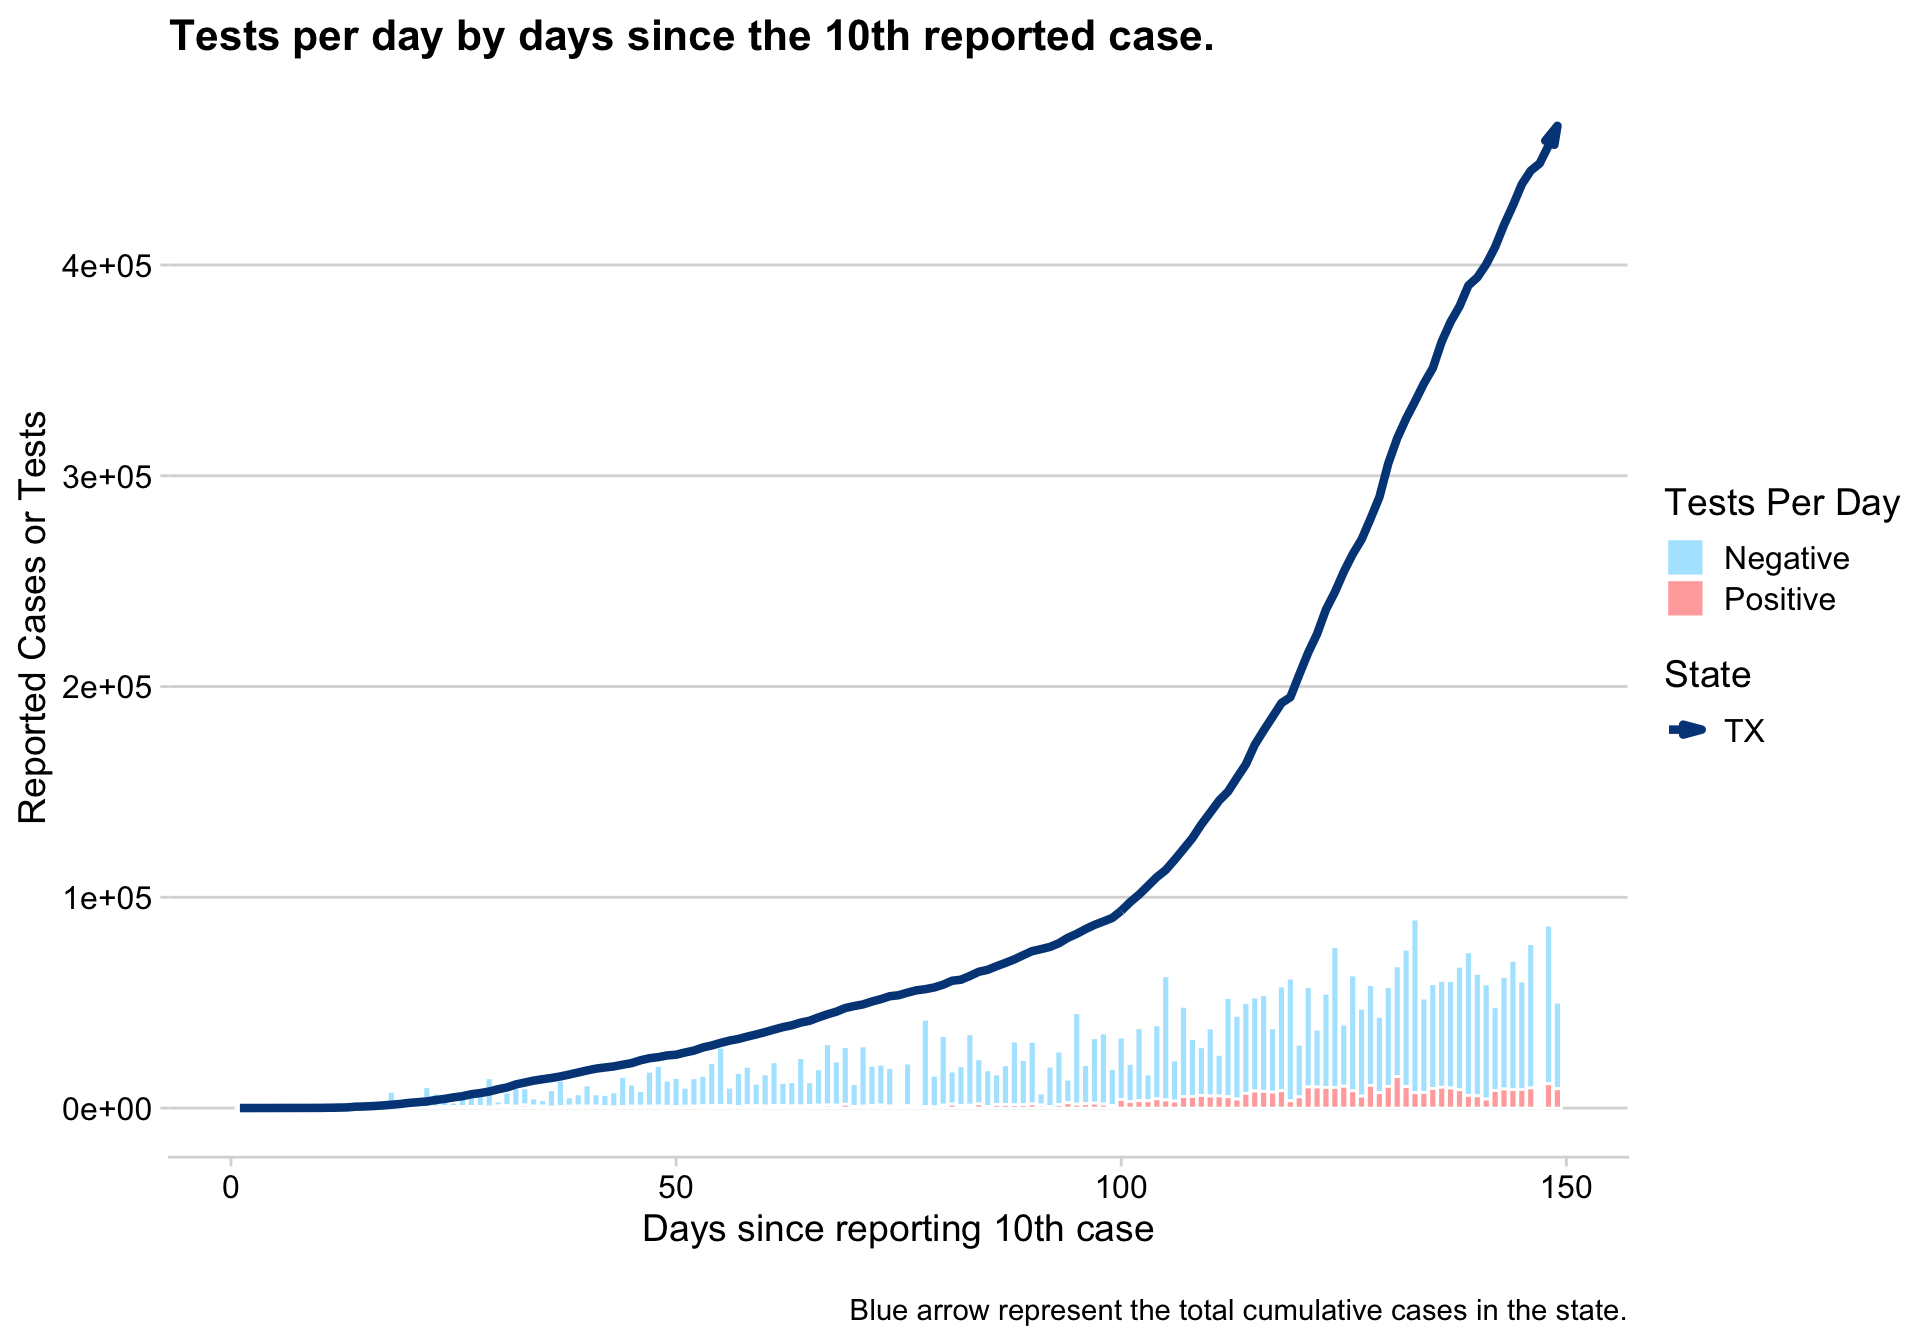 Tests per day by days since the 10th reported case.
Reported Cases or Tests
4e+05
3e+05
2e+05
1e+05
0e+00
0 50 100 150
Days since reporting 10th case
Tests Per Day
Negative
Positive
State
TX
Blue arrow represent the total cumulative cases in the state.